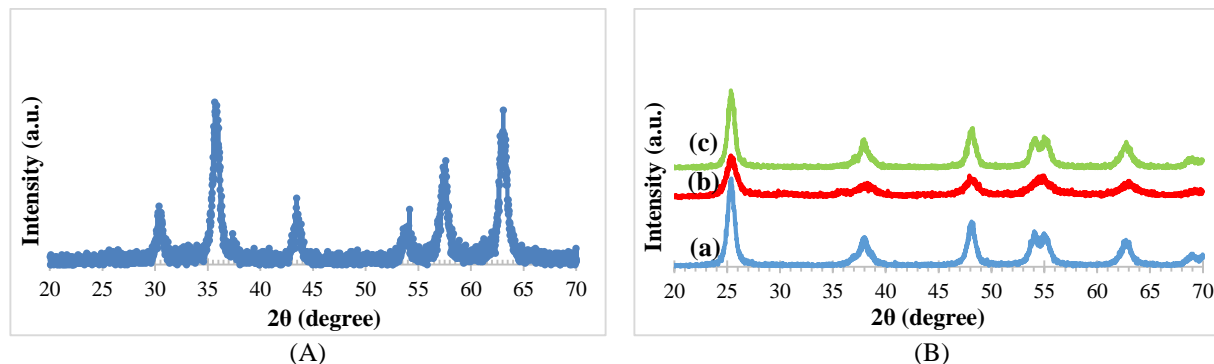 Intensity (a.u.)
20 25 30 35 40 45 50 55 60 65 70
2θ (degree)
(A)
Intensity (a.u.)
(c)
(b)
(a)
20 25 30 35 40 45 50 55 60 65 70
2θ (degree)
(B)